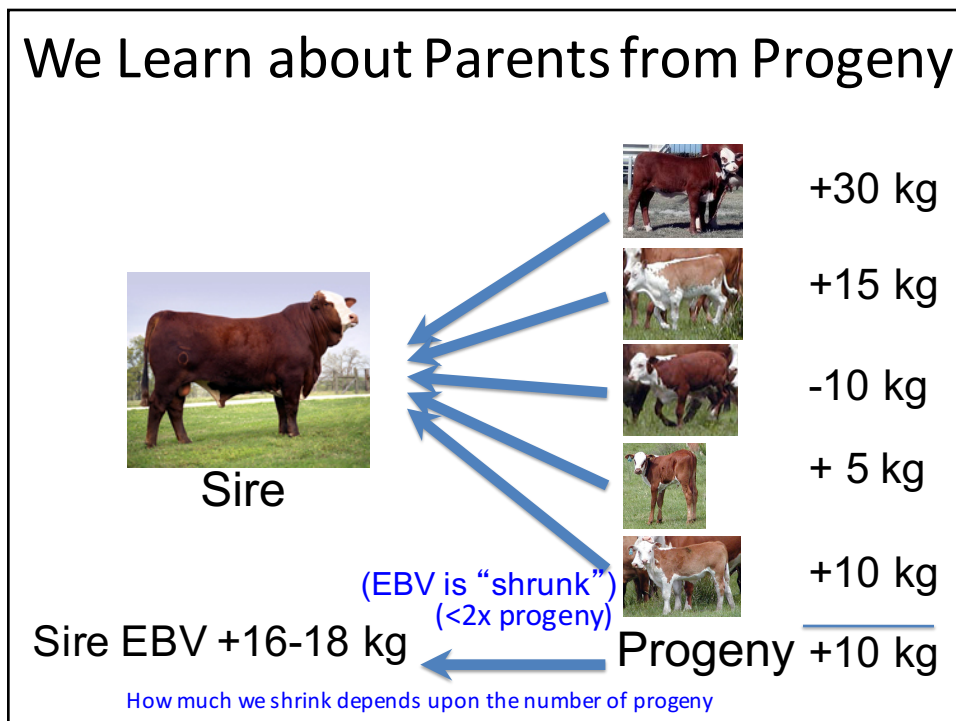 We Learn about Parents from Progeny
+30 kg
+15 kg
-10 kg
+ 5 kg
Sire
+10 kg
(EBV is “shrunk”)
(<2x progeny)
Sire EBV +16-18 kg
Progeny +10 kg
How much we shrink depends upon the number of progeny